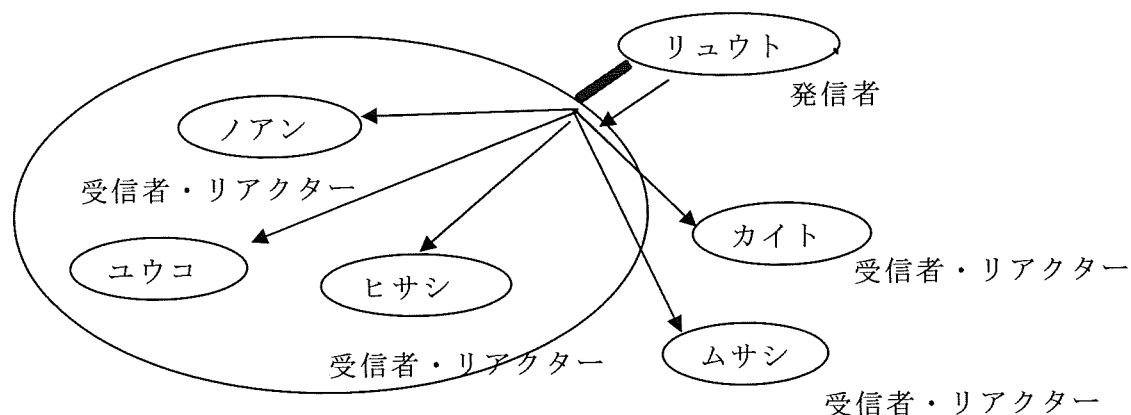 リュウト
発信者
ノアン
受信者・リアクター
カイト
受信者・リアクター
ユウコ
ヒサシ
受信者・リアクター
ムサシ
受信者・リアクター